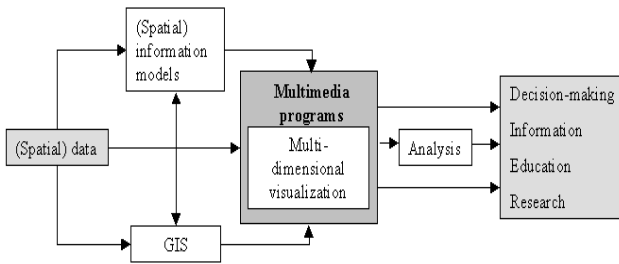 (Spatial)
information
models
(Spatial) data
GIS
Multimedia
programs
Multi-
dimensional
visualization
Analysis
Decision-making
Information
Education
Research